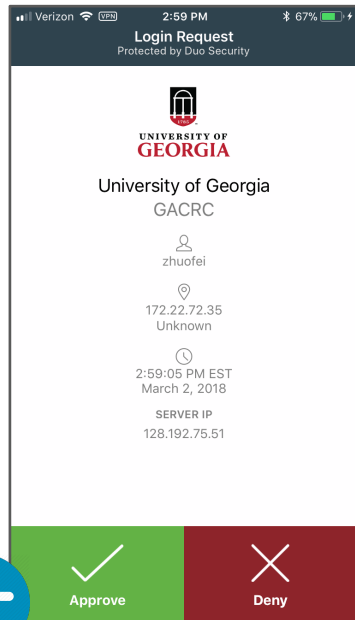 Verizon VPN 2:59 PM 67%
Login Request
Protected by Duo Security
UNIVERSITY OF
GEORGIA
University of Georgia
GACRC
zhuofei
172.22.72.35
Unknown
2:59:05 PM EST
March 2, 2018
SERVER IP
128.192.75.51
Approve Deny